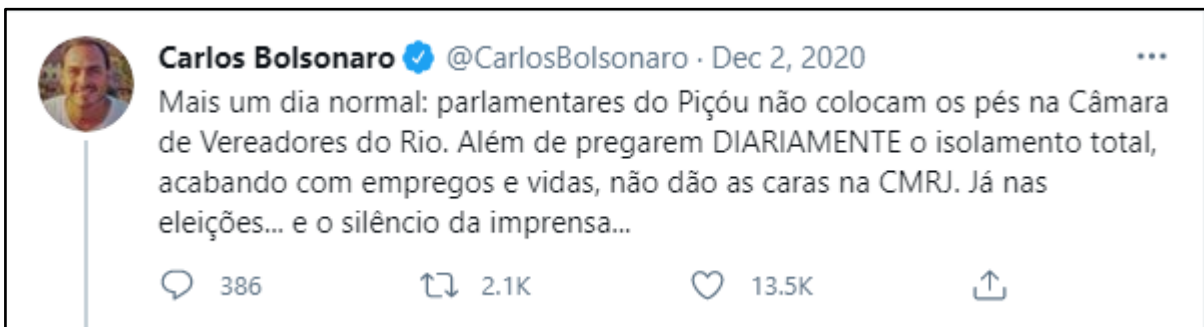 Carlos Bolsonaro @CarlosBolsonaro · Dec 2, 2020
Mais um dia normal: parlamentares do Piçóu não colocam os pés na Câmara
de Vereadores do Rio. Além de pregarem DIARIAMENTE o isolamento total,
acabando com empregos e vidas, não dão as caras na CMRJ. Já nas
eleições... e o silêncio da imprensa...
386 2.1K 13.5K